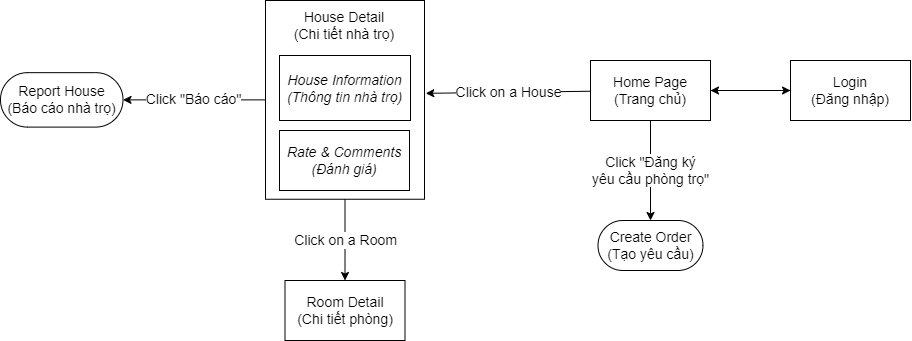 House Detail
(Chi tiết nhà trọ)
House Information
(Thông tin nhà trọ)
Rate & Comments
(Đánh giá)
Report House
(Báo cáo nhà trọ)
Click "Báo cáo"
Click on a House
Home Page
(Trang chủ)
Login
(Đăng nhập)
Click "Đăng ký
yêu cầu phòng trọ"
Create Order
(Tạo yêu cầu)
Click on a Room
Room Detail
(Chi tiết phòng)